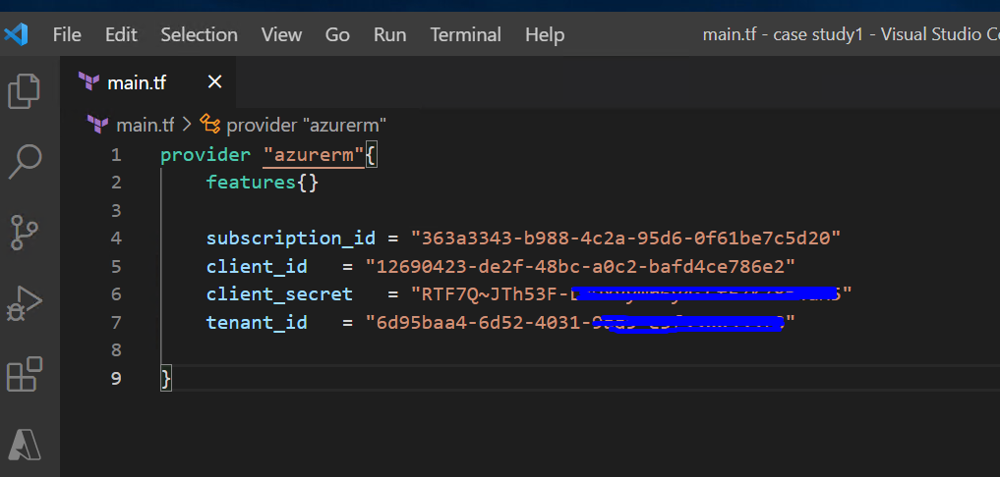 File Edit Selection View Go Run Terminal Help main.tf - case study1 - Visual Studio Co
main.tf
main.tf > provider "azurerm"
1 provider "azurerm"{
2 features{}
3
4 subscription_id = "363a3343-b988-4c2a-95d6-0f61be7c5d20"
5 client_id = "12690423-de2f-48bc-a0c2-bafd4ce786e2"
6 client_secret = "RTF7Q~JTh53F-
7 tenant_id = "6d95baa4-6d52-4031-
8
9 }